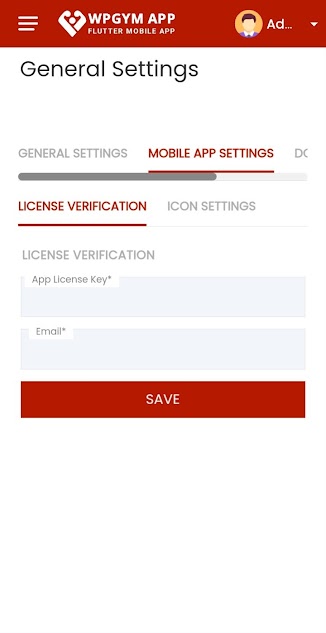 WPGYM APP
FLUTTER MOBILE APP
Ad...
General Settings
GENERAL SETTINGS
MOBILE APP SETTINGS
DO
LICENSE VERIFICATION
ICON SETTINGS
LICENSE VERIFICATION
App License Key*
Email*
SAVE